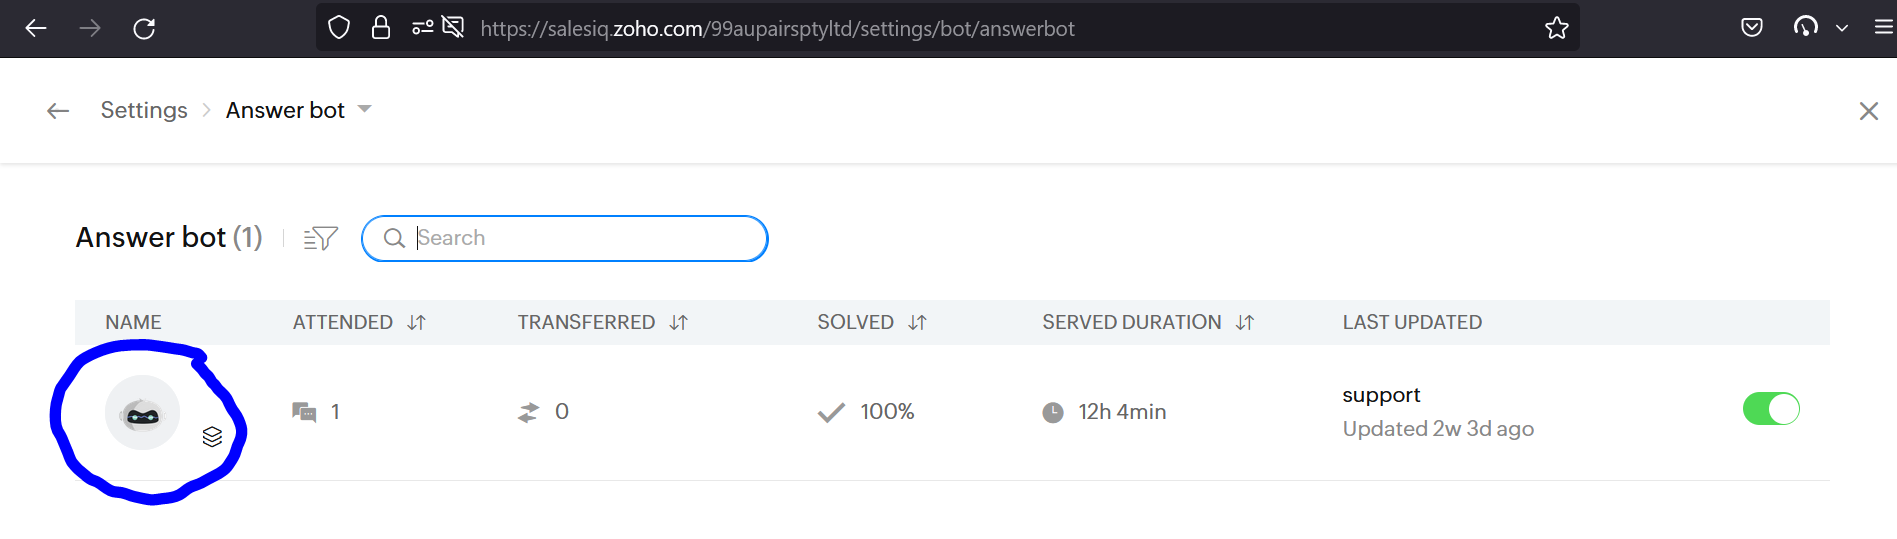 https://salesiq.zoho.com/99aupairsptyltd/settings/bot/answerbot
Settings > Answer bot
Answer bot (1) Search
NAME ATTENDED TRANSFERRED SOLVED SERVED DURATION LAST UPDATED
1 0 100% 12h 4min support
Updated 2w 3d ago